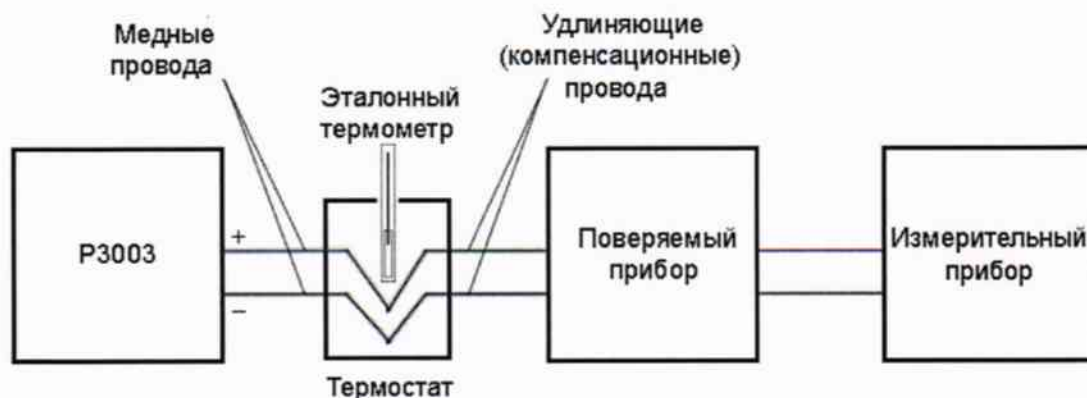 Медные
провода
Удлиняющие
(компенсационные)
провода
Эталонный
термометр
Р3003
+
–
Поверяемый
прибор
Измерительный
прибор
Термостат